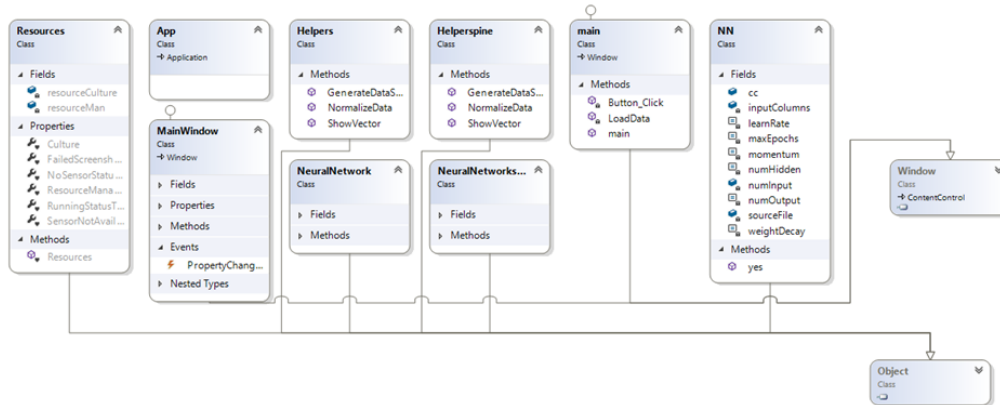 Resources
Class
Fields
resourceCulture
resourceMan
Properties
Culture
FailedScreensh...
NoSensorStatu...
ResourceMana...
RunningStatusT...
SensorNotAvail...
Methods
Resources
App
Class
Application
MainWindow
Class
Window
Fields
Properties
Methods
Events
PropertyChang...
Nested Types
Helpers
Class
Methods
GenerateDataS...
NormalizeData
ShowVector
NeuralNetwork
Class
Fields
Methods
Helperspine
Class
Methods
GenerateDataS...
NormalizeData
ShowVector
NeuralNetworks...
Class
Fields
Methods
main
Class
Window
Methods
Button_Click
LoadData
main
NN
Class
Fields
cc
inputColumns
learnRate
maxEpochs
momentum
numHidden
numInput
numOutput
sourceFile
weightDecay
Methods
yes
Window
Class
ContentControl
Object
Class